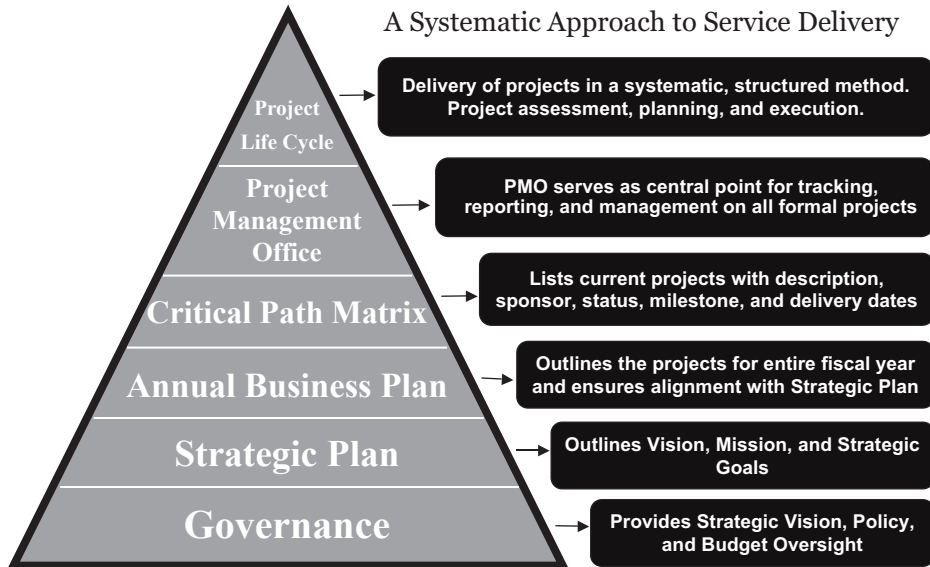 A Systematic Approach to Service Delivery
Project
Life Cycle
Delivery of projects in a systematic, structured method.
Project assessment, planning, and execution.
Project
Management
Office
PMO serves as central point for tracking,
reporting, and management on all formal projects
Critical Path Matrix
Lists current projects with description,
sponsor, status, milestone, and delivery dates
Annual Business Plan
Outlines the projects for entire fiscal year
and ensures alignment with Strategic Plan
Strategic Plan
Outlines Vision, Mission, and Strategic
Goals
Governance
Provides Strategic Vision, Policy,
and Budget Oversight